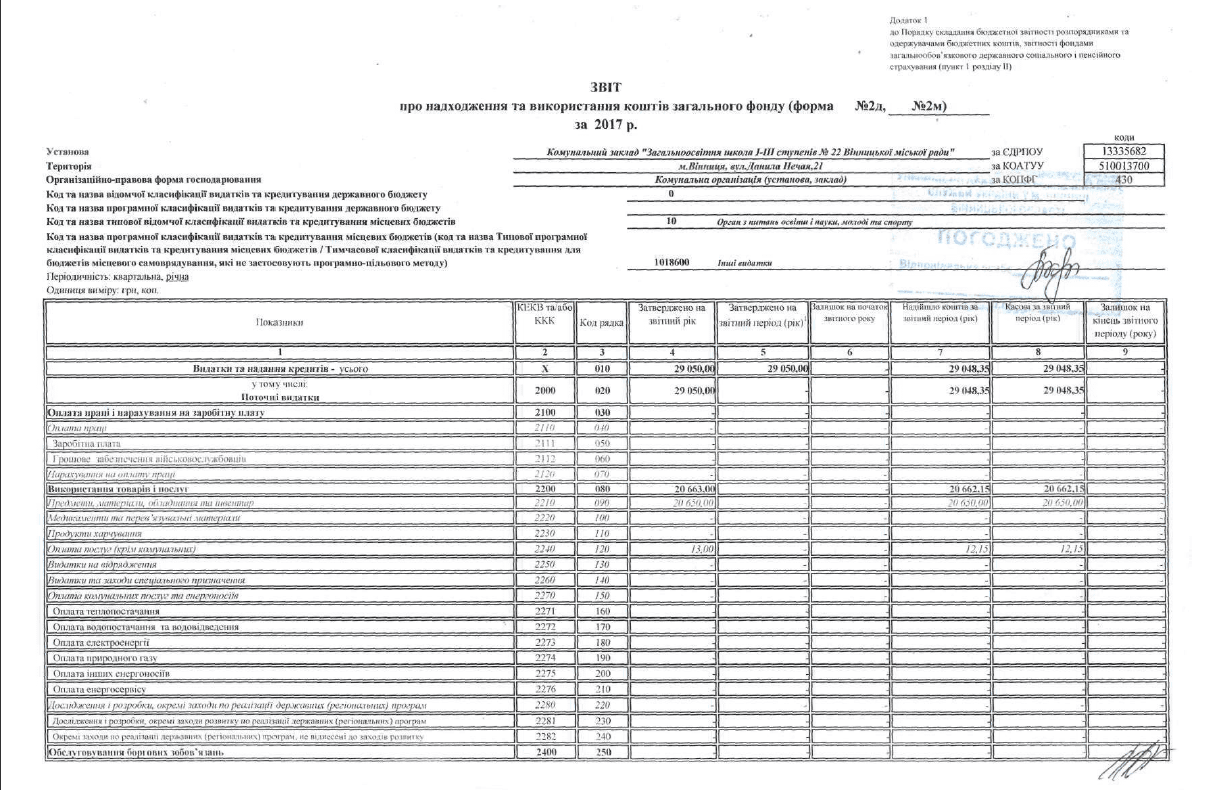 Додаток 1
до Порядку складання бюджетної звітності розпорядниками та
одержувачами бюджетних коштів, звітності фондами
загальнообов'язкового державного соціального і пенсійного
страхування (пункт 1 розділу II)
ЗВІТ
про надходження та використання коштів загального фонду (форма №2д, №2м)
за 2017 р.
коди
Установа Комунальний заклад "Загальноосвітня школа І-ІІІ ступенів № 22 Вінницької міської ради" за ЄДРПОУ 13335682
Територія м.Вінниця, вул.Данила Нечая,21 за КОАТУУ 510013700
Організаційно-правова форма господарювання Комунальна організація (установа, заклад) за КОПФГ 430
Код та назва відомчої класифікації видатків та кредитування державного бюджету 0
Код та назва програмної класифікації видатків та кредитування державного бюджету
Код та назва типової відомчої класифікації видатків та кредитування місцевих бюджетів 10 Орган з питань освіти і науки, молоді та спорту
Код та назва програмної класифікації видатків та кредитування місцевих бюджетів (код та назва Типової програмної
класифікації видатків та кредитування місцевих бюджетів / Тимчасової класифікації видатків та кредитування для
бюджетів місцевого самоврядування, які не застосовують програмно-цільового методу) 1018600 Інші видатки
ПОГОДЖЕНО
Періодичність: квартальна, річна
Одиниця виміру: грн, коп.
Показники КЕКВ та/або ККК Код рядка Затверджено на звітний рік Затверджено на звітний період (рік) Залишок на початок звітного року Надійшло коштів за звітний період (рік) Касові за звітний період (рік) Залишок на кінець звітного періоду (року)
1 2 3 4 5 6 7 8 9
Видатки та надання кредитів - усього X 010 29 050,00 29 050,00 - 29 048,35 29 048,35 -
у тому числі:
Поточні видатки 2000 020 29 050,00 - 29 048,35 29 048,35 -
Оплата праці і нарахування на заробітну плату 2100 030 - - - - - -
Оплата праці 2110 040 - - - - - -
Заробітна плата 2111 050 - - - - - -
Грошове забезпечення військовослужбовців 2112 060 - - - - - -
Нарахування на оплату праці 2120 070 - - - - - -
Використання товарів і послуг 2200 080 20 663,00 - - 20 662,15 20 662,15 -
Предмети, матеріали, обладнання та інвентар 2210 090 20 650,00 - - 20 650,00 20 650,00 -
Медикаменти та перев'язувальні матеріали 2220 100 - - - - - -
Продукти харчування 2230 110 - - - - - -
Оплата послуг (крім комунальних) 2240 120 13,00 - - 12,15 12,15 -
Видатки на відрядження 2250 130 - - - - - -
Видатки та заходи спеціального призначення 2260 140 - - - - - -
Оплата комунальних послуг та енергоносіїв 2270 150 - - - - - -
Оплата теплопостачання 2271 160 - - - - - -
Оплата водопостачання та водовідведення 2272 170 - - - - - -
Оплата електроенергії 2273 180 - - - - - -
Оплата природного газу 2274 190 - - - - - -
Оплата інших енергоносіїв 2275 200 - - - - - -
Оплата енергосервісу 2276 210 - - - - - -
Дослідження і розробки, окремі заходи по реалізації державних (регіональних) програм 2280 220 - - - - - -
Дослідження і розробки, окремі заходи розвитку по реалізації державних (регіональних) програм 2281 230 - - - - - -
Окремі заходи по реалізації державних (регіональних) програм, не віднесені до заходів розвитку 2282 240 - - - - - -
Обслуговування боргових зобов'язань 2400 250 - - - - - -